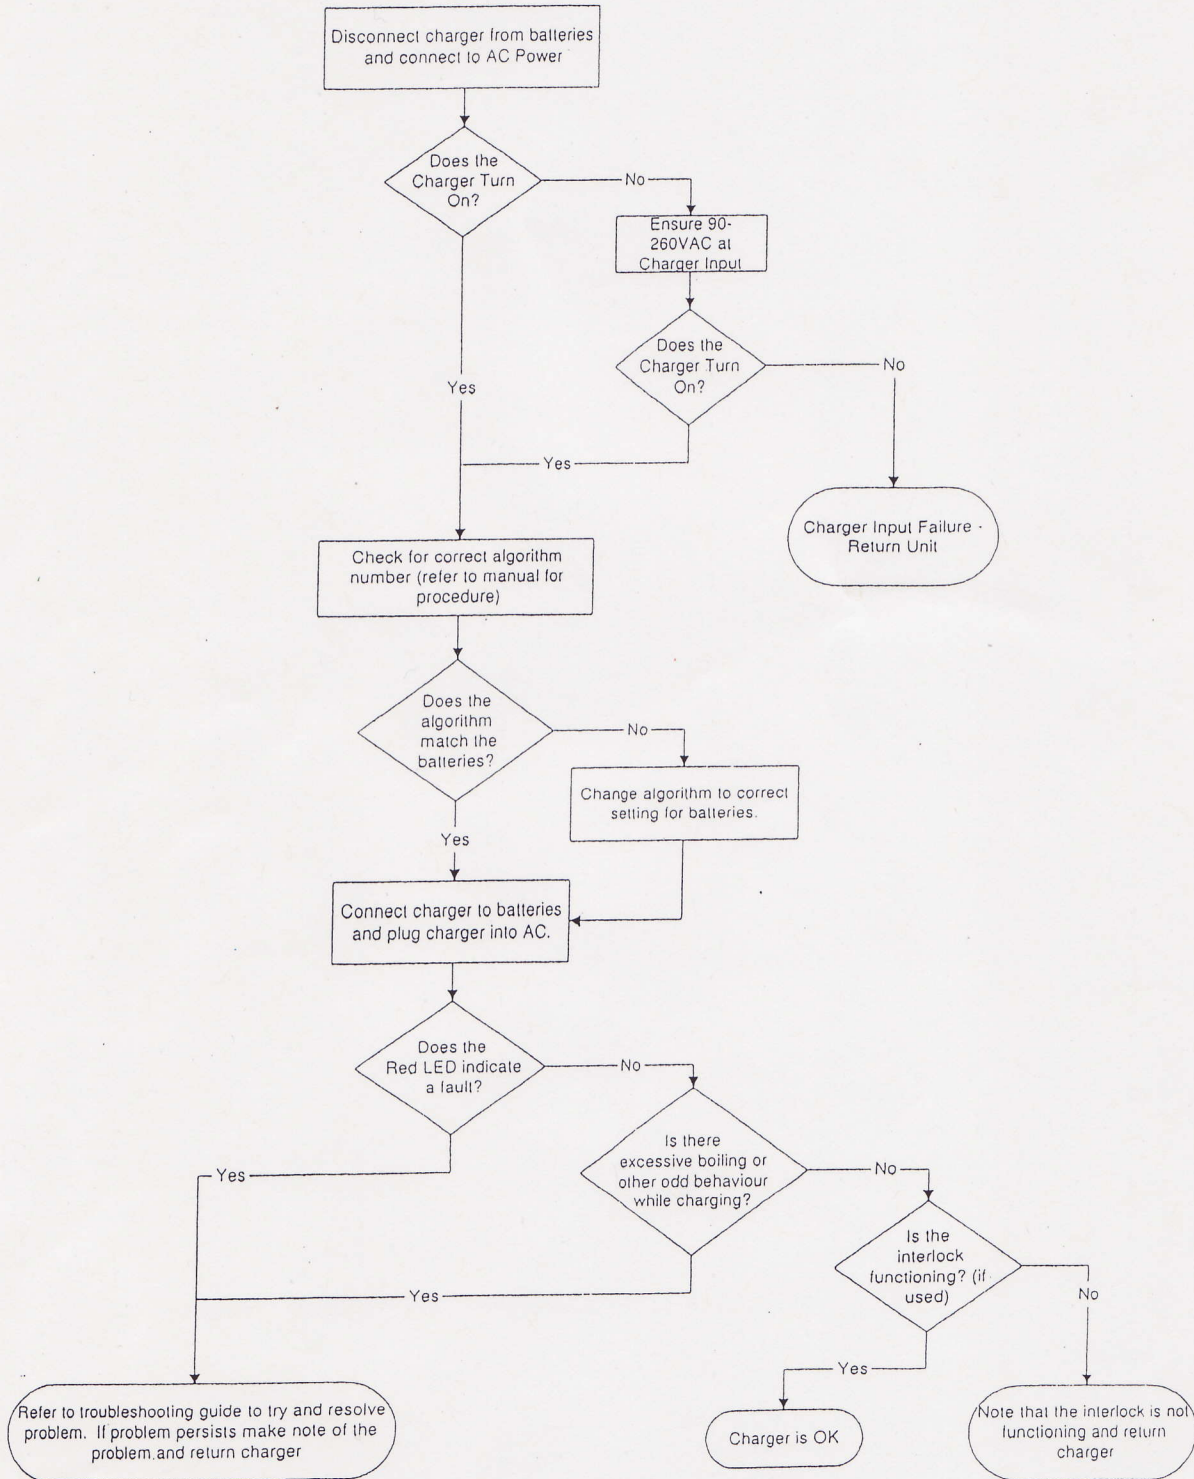 Disconnect charger from batteries
and connect to AC Power
Does the
Charger Turn
On?
No
Ensure 90-
260VAC at
Charger Input
Does the
Charger Turn
On?
No
Yes
Yes
Charger Input Failure -
Return Unit
Check for correct algorithm
number (refer to manual for
procedure)
Does the
algorithm
match the
batteries?
No
Change algorithm to correct
setting for batteries.
Yes
Connect charger to batteries
and plug charger into AC.
Does the
Red LED indicate
a fault?
No
Yes
Is there
excessive boiling or
other odd behaviour
while charging?
No
Yes
Is the
interlock
functioning? (if
used)
No
Yes
Refer to troubleshooting guide to try and resolve
problem. If problem persists make note of the
problem and return charger
Charger is OK
Note that the interlock is not
functioning and return
charger